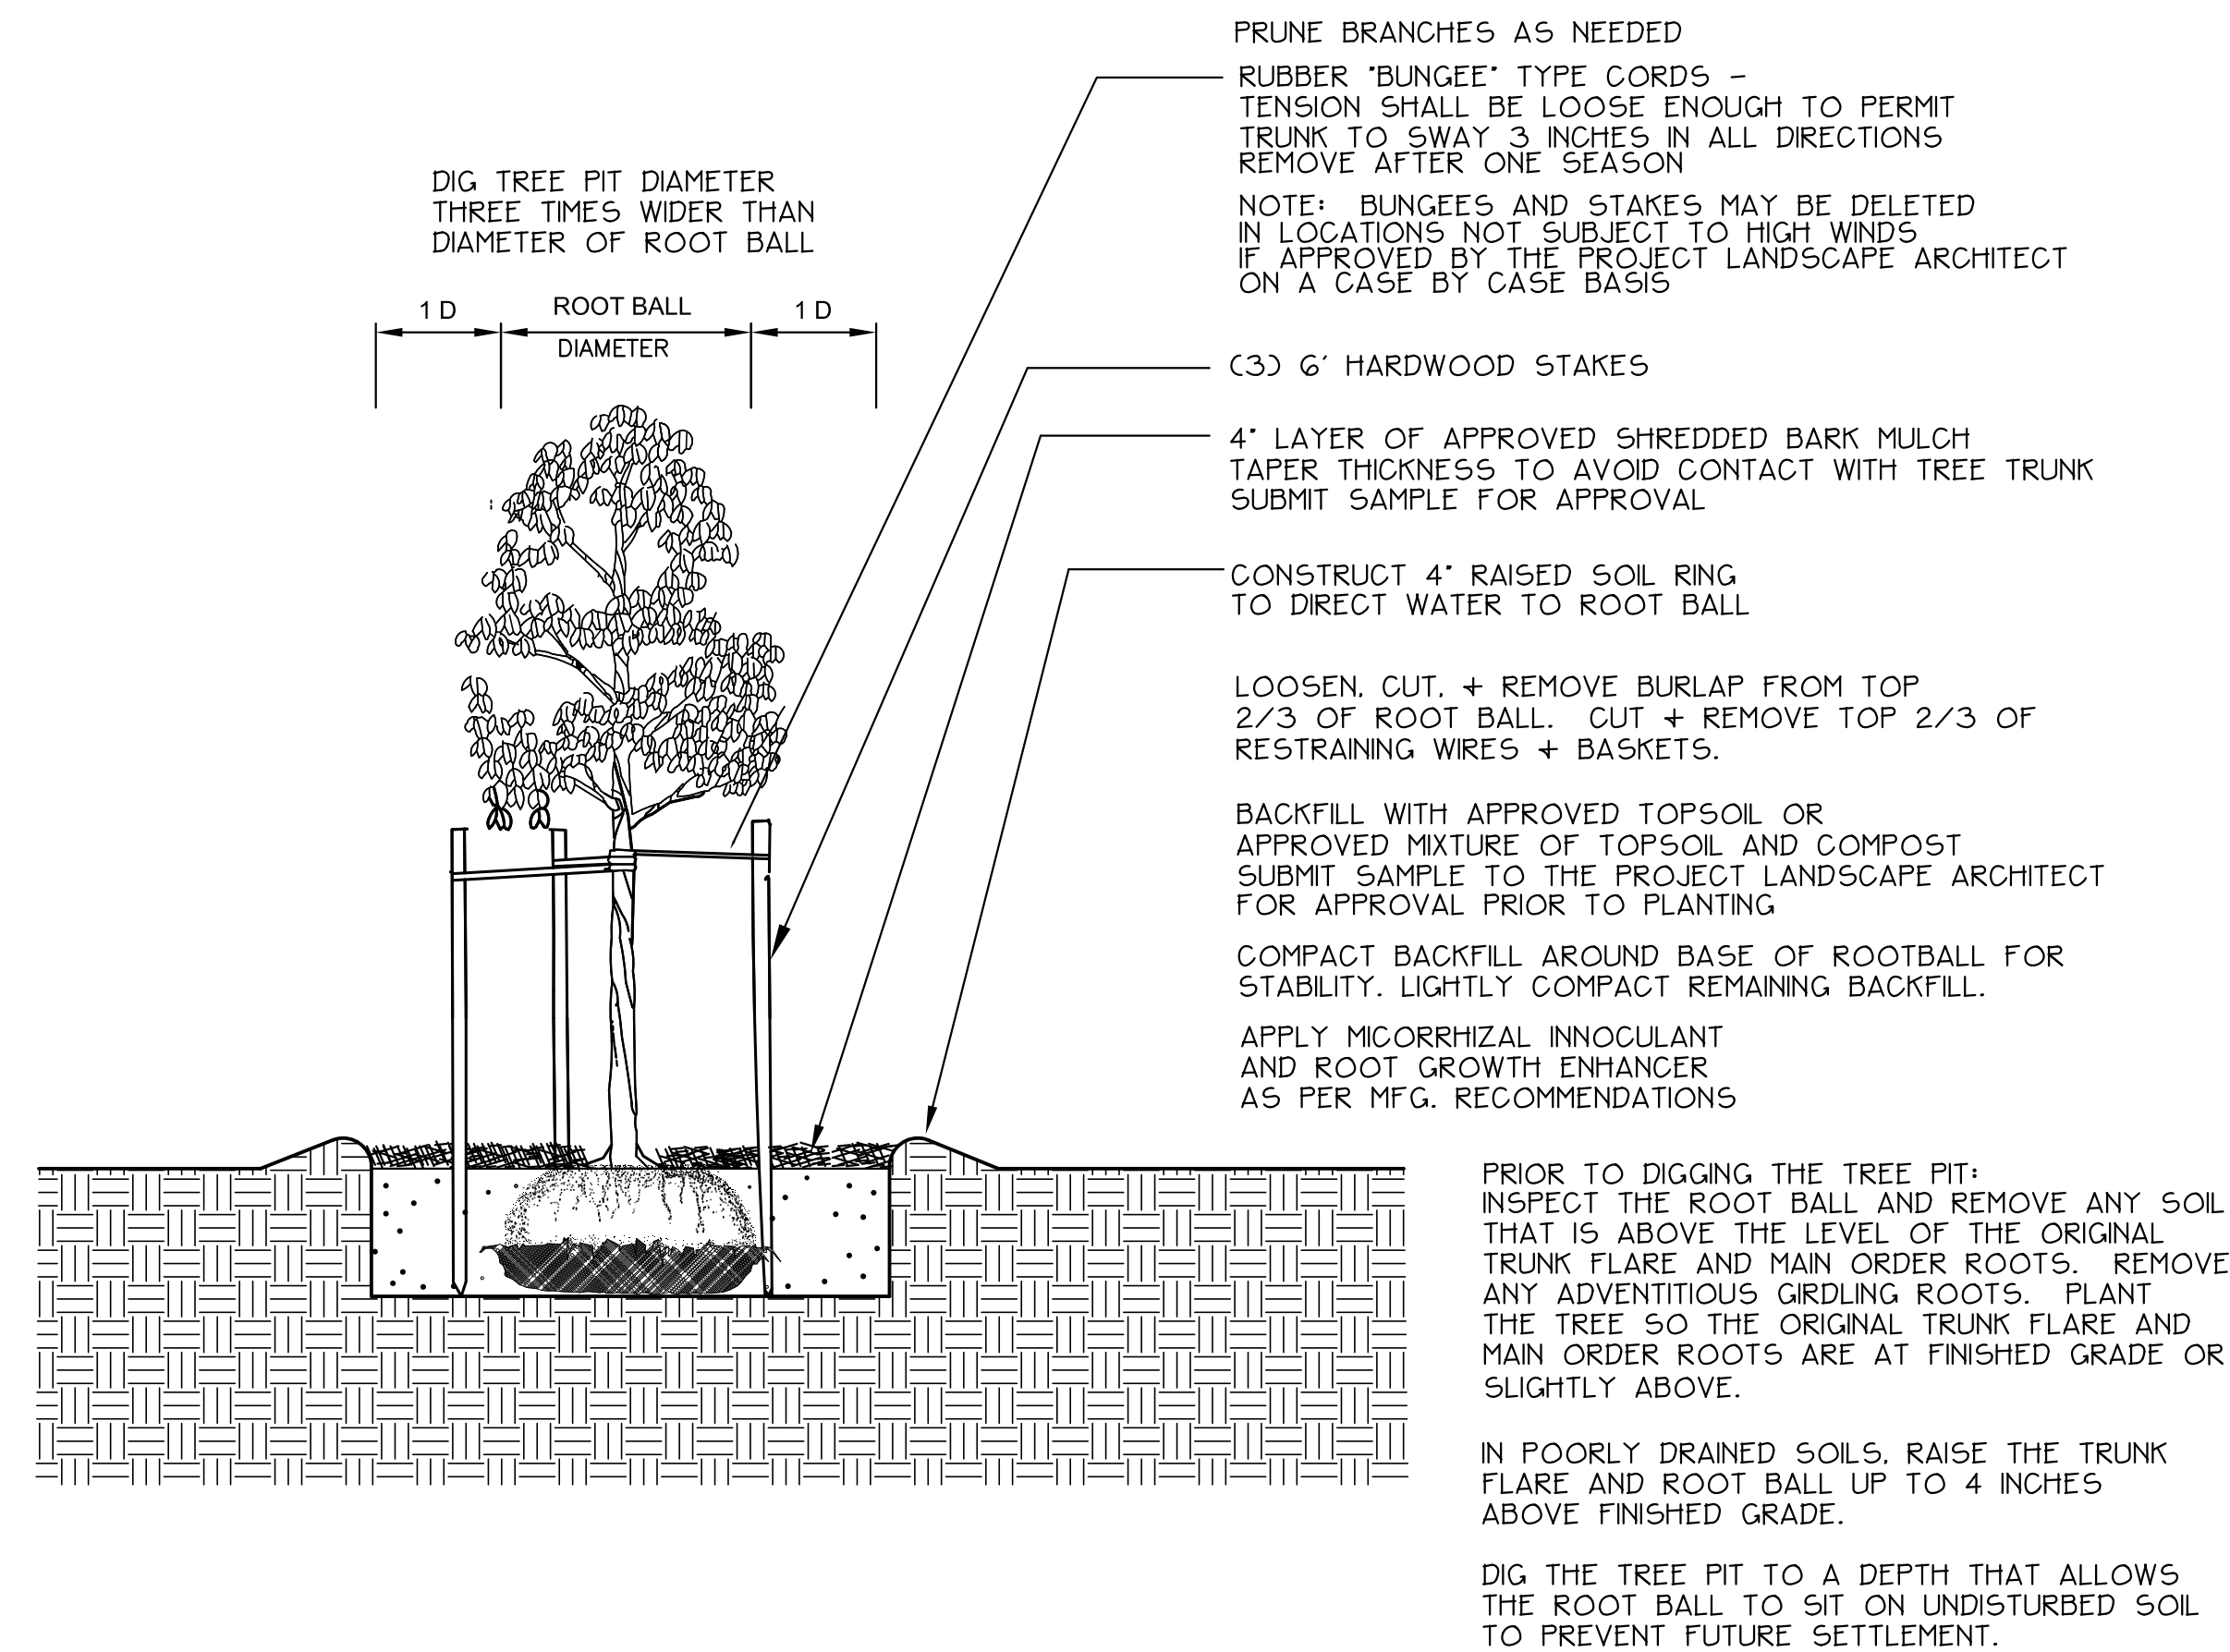 PRUNE BRANCHES AS NEEDED
RUBBER "BUNGEE" TYPE CORDS -
TENSION SHALL BE LOOSE ENOUGH TO PERMIT
TRUNK TO SWAY 3 INCHES IN ALL DIRECTIONS
REMOVE AFTER ONE SEASON
NOTE: BUNGEES AND STAKES MAY BE DELETED
IN LOCATIONS NOT SUBJECT TO HIGH WINDS
IF APPROVED BY THE PROJECT LANDSCAPE ARCHITECT
ON A CASE BY CASE BASIS
DIG TREE PIT DIAMETER
THREE TIMES WIDER THAN
DIAMETER OF ROOT BALL
1 D
ROOT BALL
DIAMETER
1 D
(3) 6' HARDWOOD STAKES
4" LAYER OF APPROVED SHREDDED BARK MULCH
TAPER THICKNESS TO AVOID CONTACT WITH TREE TRUNK
SUBMIT SAMPLE FOR APPROVAL
CONSTRUCT 4" RAISED SOIL RING
TO DIRECT WATER TO ROOT BALL
LOOSEN, CUT, + REMOVE BURLAP FROM TOP
2/3 OF ROOT BALL. CUT + REMOVE TOP 2/3 OF
RESTRAINING WIRES + BASKETS.
BACKFILL WITH APPROVED TOPSOIL OR
APPROVED MIXTURE OF TOPSOIL AND COMPOST
SUBMIT SAMPLE TO THE PROJECT LANDSCAPE ARCHITECT
FOR APPROVAL PRIOR TO PLANTING
COMPACT BACKFILL AROUND BASE OF ROOTBALL FOR
STABILITY. LIGHTLY COMPACT REMAINING BACKFILL.
APPLY MICORRHIZAL INNOCULANT
AND ROOT GROWTH ENHANCER
AS PER MFG. RECOMMENDATIONS
PRIOR TO DIGGING THE TREE PIT:
INSPECT THE ROOT BALL AND REMOVE ANY SOIL
THAT IS ABOVE THE LEVEL OF THE ORIGINAL
TRUNK FLARE AND MAIN ORDER ROOTS. REMOVE
ANY ADVENTITIOUS GIRDLING ROOTS. PLANT
THE TREE SO THE ORIGINAL TRUNK FLARE AND
MAIN ORDER ROOTS ARE AT FINISHED GRADE OR
SLIGHTLY ABOVE.
IN POORLY DRAINED SOILS, RAISE THE TRUNK
FLARE AND ROOT BALL UP TO 4 INCHES
ABOVE FINISHED GRADE.
DIG THE TREE PIT TO A DEPTH THAT ALLOWS
THE ROOT BALL TO SIT ON UNDISTURBED SOIL
TO PREVENT FUTURE SETTLEMENT.